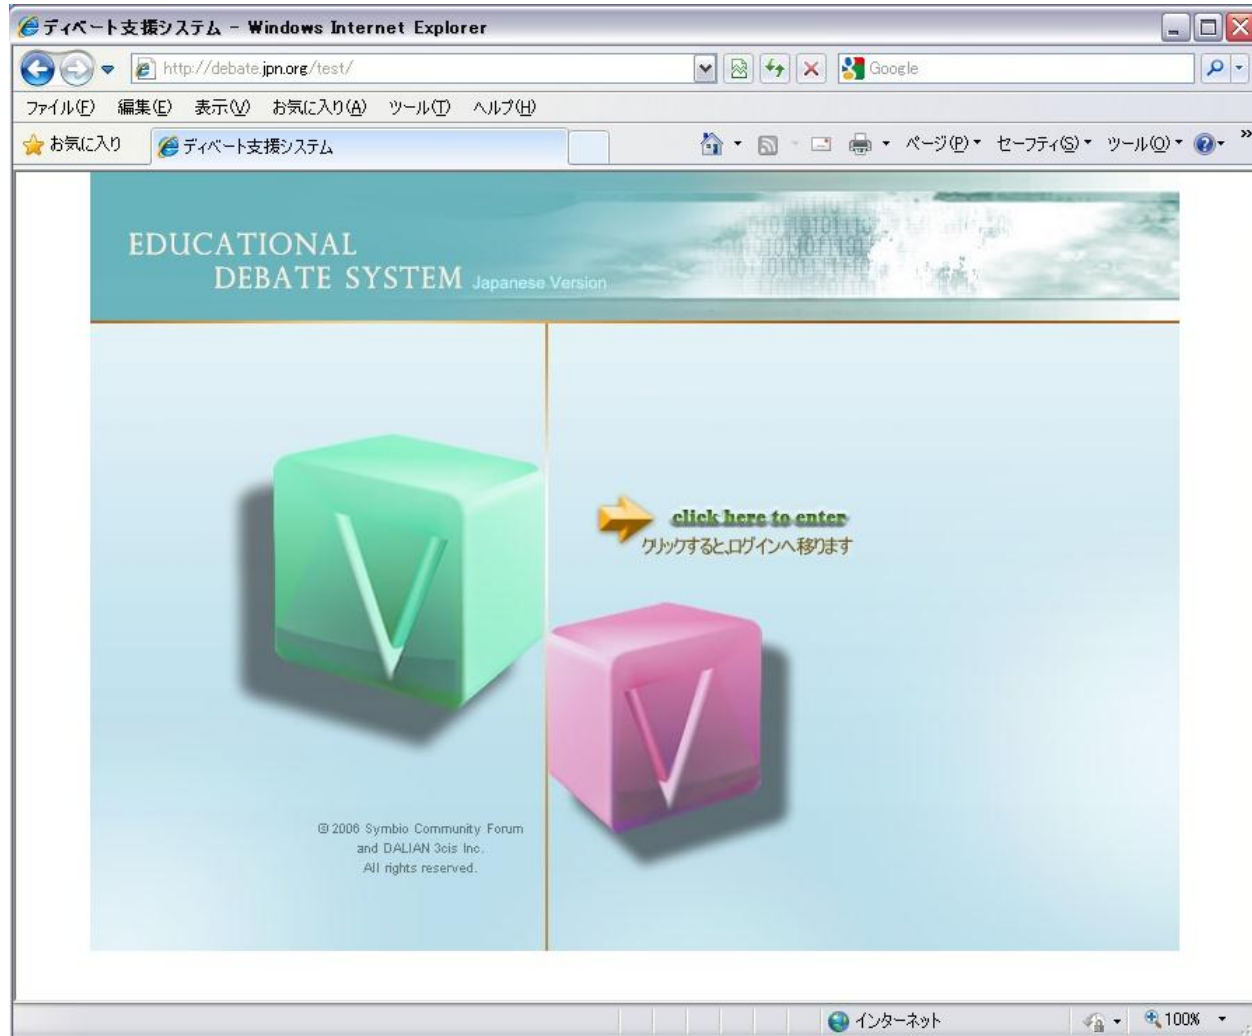 ディベート支援システム - Windows Internet Explorer
http://debate.jpn.org/test/
Google
ファイル(F) 編集(E) 表示(V) お気に入り(A) ツール(T) ヘルプ(H)
お気に入り
ディベート支援システム
ページ(P) セーフティ(S) ツール(O)
EDUCATIONAL
DEBATE SYSTEM Japanese Version
V
click here to enter
クリックすると、ログインへ移ります
V
© 2006 Symbio Community Forum
and DALIAN 3cis Inc.
All rights reserved.
インターネット
100%